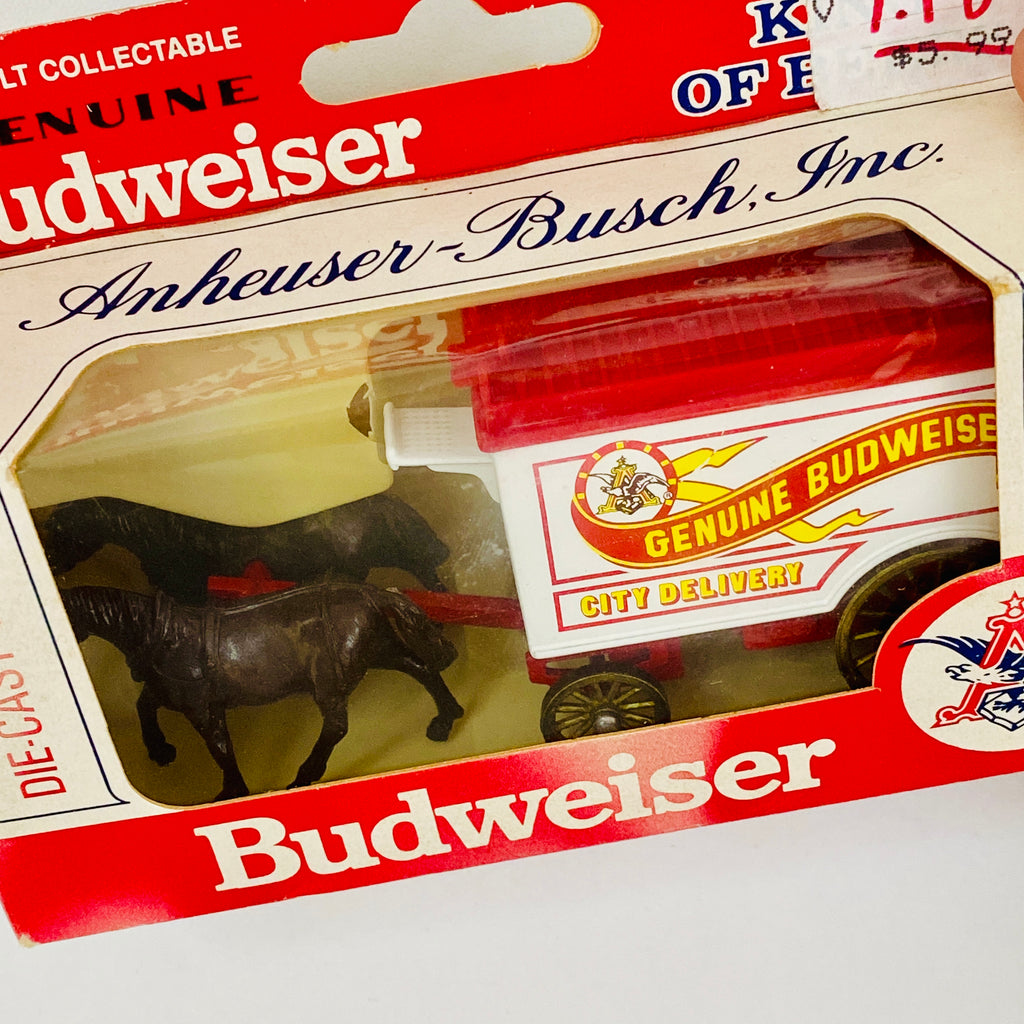 LT COLLECTABLE
ENUINE
udweiser
K
OF B
$5.99
Anheuser-Busch, Inc.
GENUINE BUDWEISE
CITY DELIVERY
DIE-CAST
A
Budweiser